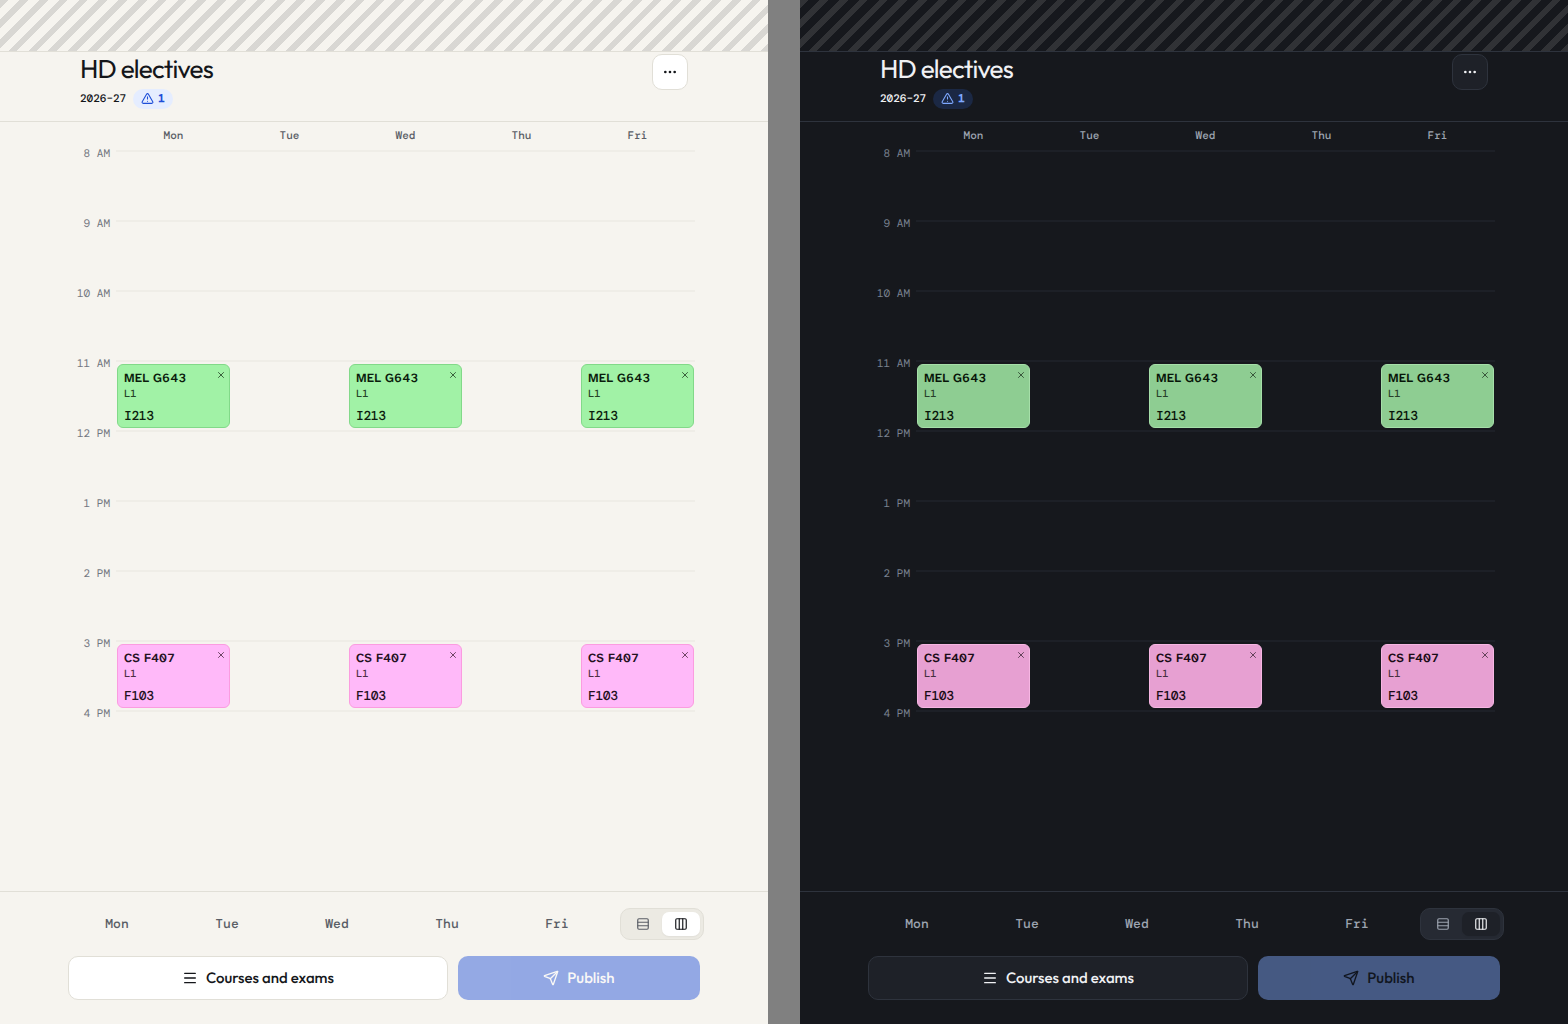 HD electives
2026-27 1
Mon Tue Wed Thu Fri
8 AM
9 AM
10 AM
11 AM
MEL G643 MEL G643 MEL G643
L1 L1 L1
I213 I213 I213
12 PM
1 PM
2 PM
3 PM
CS F407 CS F407 CS F407
L1 L1 L1
F103 F103 F103
4 PM
Mon Tue Wed Thu Fri
Courses and exams Publish
HD electives
2026-27 1
Mon Tue Wed Thu Fri
8 AM
9 AM
10 AM
11 AM
MEL G643 MEL G643 MEL G643
L1 L1 L1
I213 I213 I213
12 PM
1 PM
2 PM
3 PM
CS F407 CS F407 CS F407
L1 L1 L1
F103 F103 F103
4 PM
Mon Tue Wed Thu Fri
Courses and exams Publish